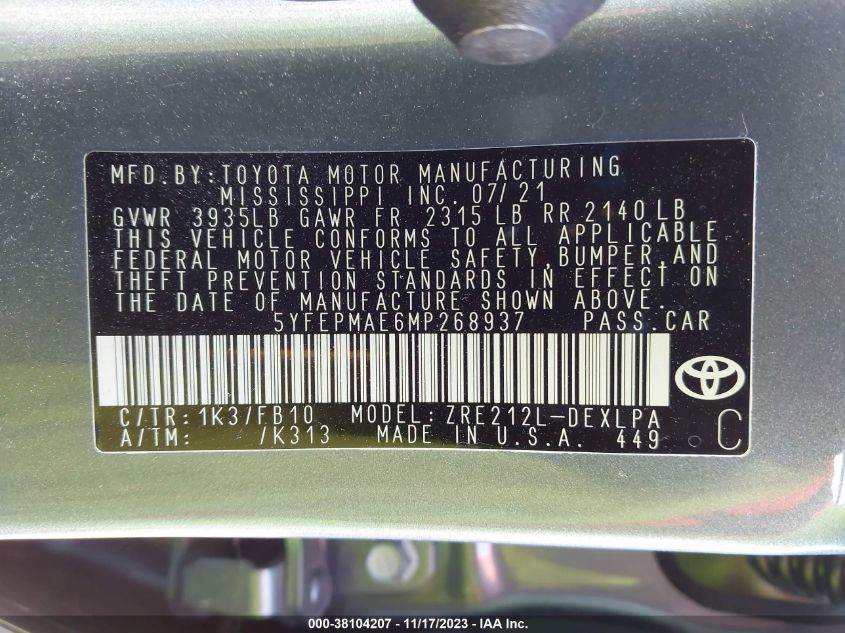 MFD. BY: TOYOTA MOTOR MANUFACTURING
MISSISSIPPI INC. 07/21
GVWR 3935LB GAWR FR 2315 LB RR 2140 LB
THIS VEHICLE CONFORMS TO ALL APPLICABLE
FEDERAL MOTOR VEHICLE SAFETY, BUMPER, AND
THEFT PREVENTION STANDARDS IN EFFECT ON
THE DATE OF MANUFACTURE SHOWN ABOVE.
5YFEPMAE6MP268937 PASS. CAR
C/TR: 1K3/FB10 MODEL: ZRE212L-DEXLPA
A/TM: /K313 MADE IN U.S.A. 449 C
000-38104207 - 11/17/2023 - © IAA Inc.